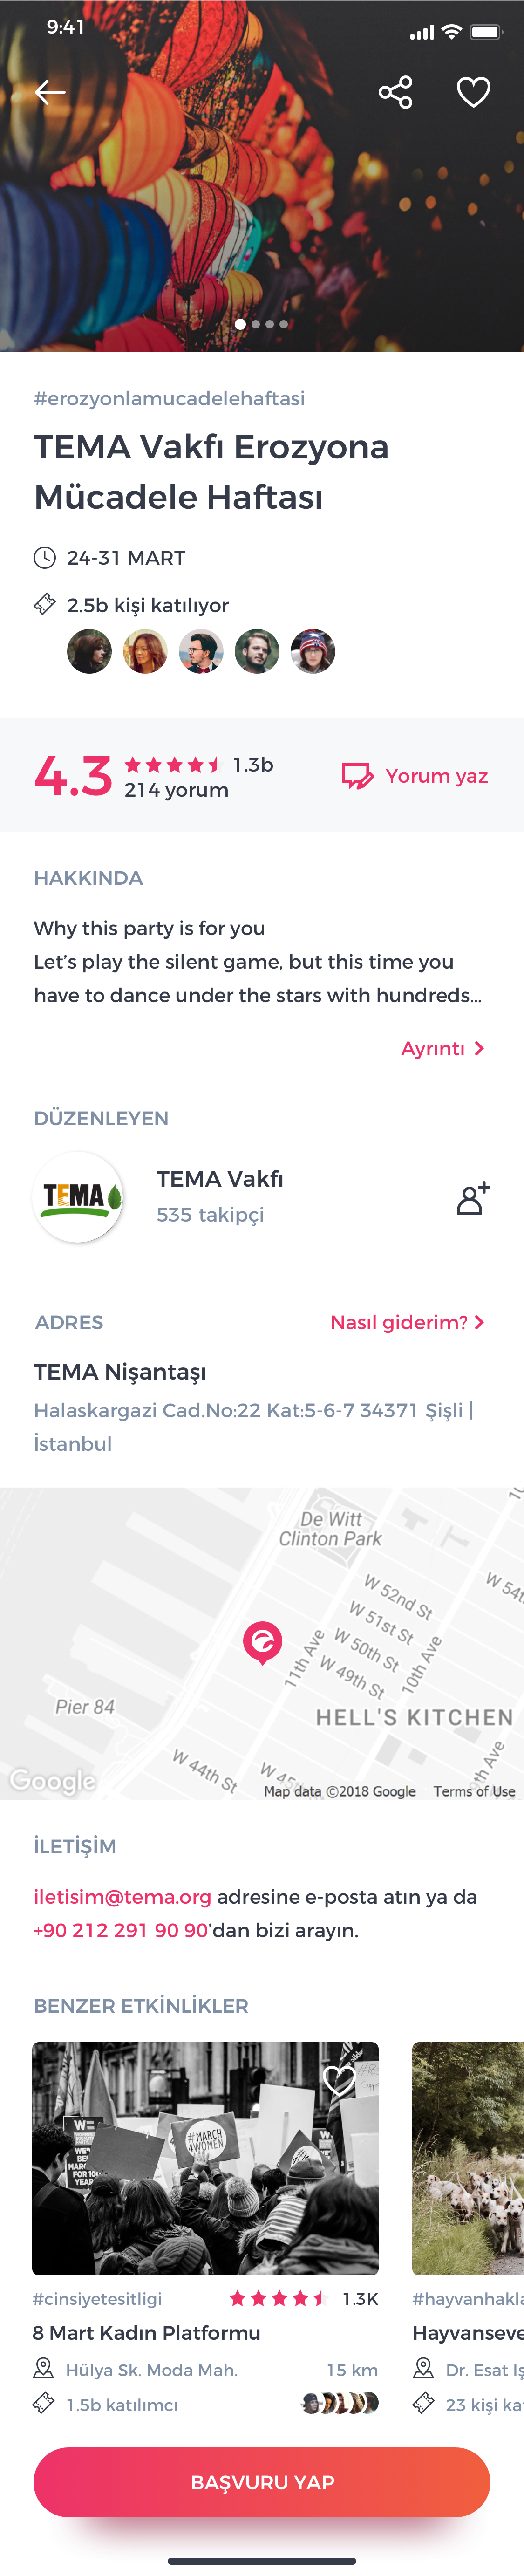 9:41
#erozyonlamucadelehaftasi
TEMA Vakfı Erozyona
Mücadele Haftası
24-31 MART
2.5b kişi katılıyor
4.3
1.3b
214 yorum
Yorum yaz
HAKKINDA
Why this party is for you
Let’s play the silent game, but this time you
have to dance under the stars with hundreds...
Ayrıntı
DÜZENLEYEN
TEMA
TEMA Vakfı
535 takipçi
ADRES
Nasıl giderim?
TEMA Nişantaşı
Halaskargazi Cad.No:22 Kat:5-6-7 34371 Şişli |
İstanbul
De Witt
Clinton Park
W 52nd St
W 54t
W 51st St
W 50th St
W 49th St
11th Ave
10th Ave
Pier 84
HELL'S KITCHEN
W 44th St
W 45
9th Ave
Google
Map data ©2018 Google
Terms of Use
İLETİŞİM
iletisim@tema.org adresine e-posta atın ya da
+90 212 291 90 90’dan bizi arayın.
BENZER ETKİNLİKLER
#MARCH
4WOMEN
#cinsiyetesitligi
1.3K
#hayvanhakla
8 Mart Kadın Platformu
Hayvanseve
Hülya Sk. Moda Mah.
15 km
Dr. Esat Iş
1.5b katılımcı
23 kişi ka
BAŞVURU YAP